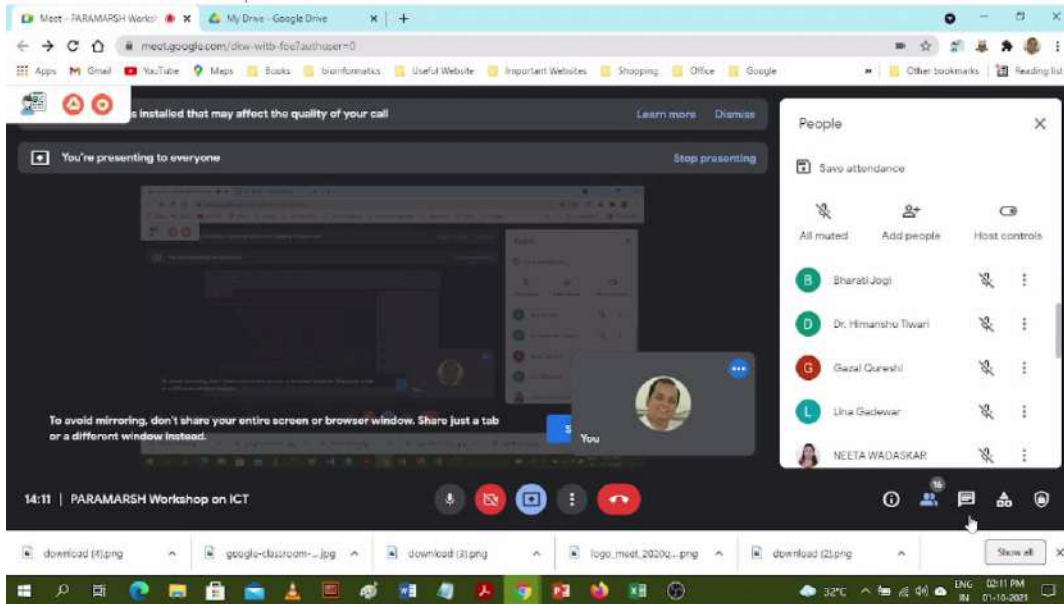 Meet - PARAMARSH Worksh
My Drive - Google Drive
meet.google.com/dkw-witb-foe?authuser=0
Apps
Gmail
YouTube
Maps
Books
bioinformatics
Useful Website
Important Websites
Shopping
Office
Google
Other bookmarks
Reading list
s installed that may affect the quality of your call
Learn more
Dismiss
You're presenting to everyone
Stop presenting
To avoid mirroring, don't share your entire screen or browser window. Share just a tab
or a different window instead.
S
You
People
Save attendance
All muted
Add people
Host controls
B
Bharati Jogi
D
Dr. Himanshu Tiwari
G
Gazal Qureshi
L
Lina Gadewar
NEETA WADASKAR
14:11 | PARAMARSH Workshop on ICT
16
download (4).png
google-classroom-....jpg
download (3).png
logo_meet_2020q....png
download (2).png
Show all
32°C
ENG
IN
02:11 PM
01-10-2021